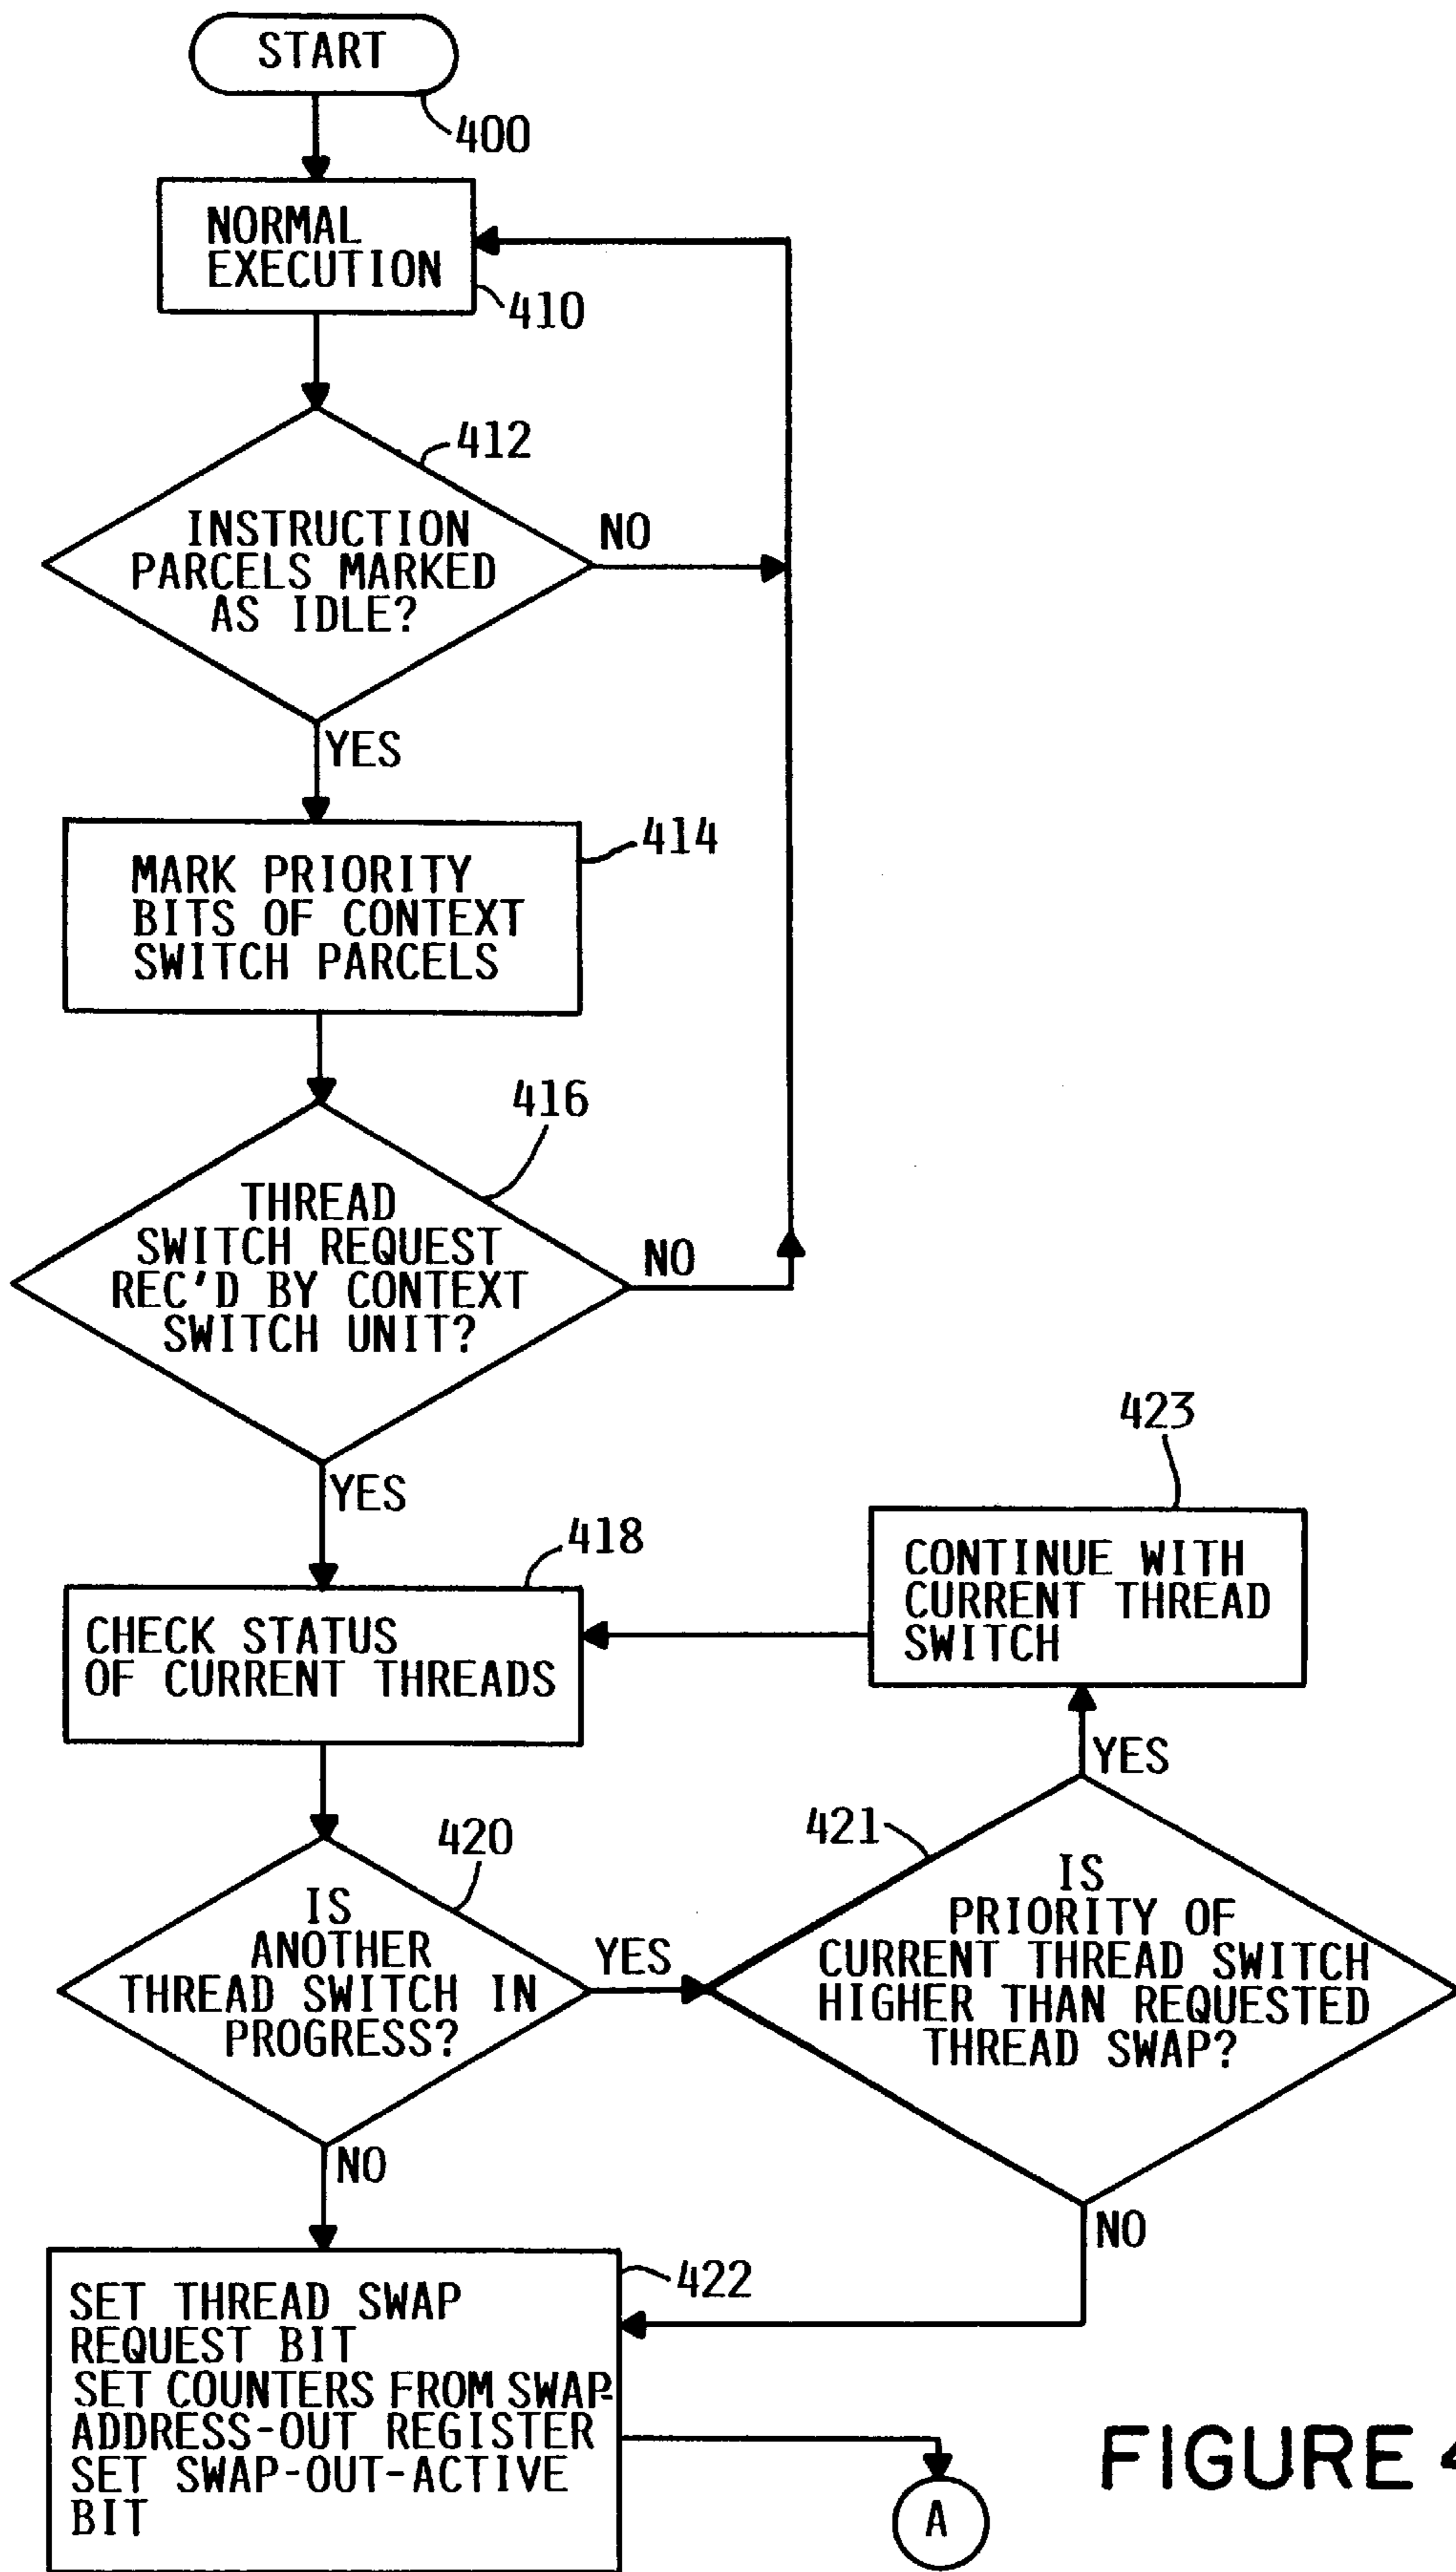 START
400
NORMAL
EXECUTION
410
412
INSTRUCTION
PARCELS MARKED
AS IDLE?
NO
YES
414
MARK PRIORITY
BITS OF CONTEXT
SWITCH PARCELS
416
THREAD
SWITCH REQUEST
REC'D BY CONTEXT
SWITCH UNIT?
NO
YES
418
CHECK STATUS
OF CURRENT THREADS
423
CONTINUE WITH
CURRENT THREAD
SWITCH
YES
420
IS
ANOTHER
THREAD SWITCH IN
PROGRESS?
YES
421
IS
PRIORITY OF
CURRENT THREAD SWITCH
HIGHER THAN REQUESTED
THREAD SWAP?
NO
NO
422
SET THREAD SWAP
REQUEST BIT
SET COUNTERS FROM SWAP-
ADDRESS-OUT REGISTER
SET SWAP-OUT-ACTIVE
BIT
A
FIGURE 4